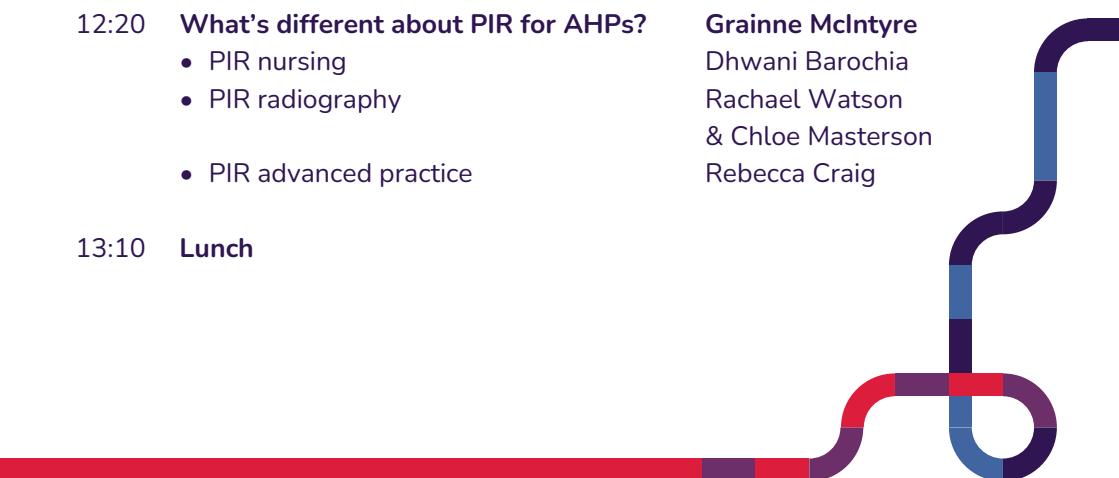 12:20 What's different about PIR for AHPs? Grainne McIntyre
• PIR nursing Dhwani Barochia
• PIR radiography Rachael Watson
& Chloe Masterson
• PIR advanced practice Rebecca Craig
13:10 Lunch